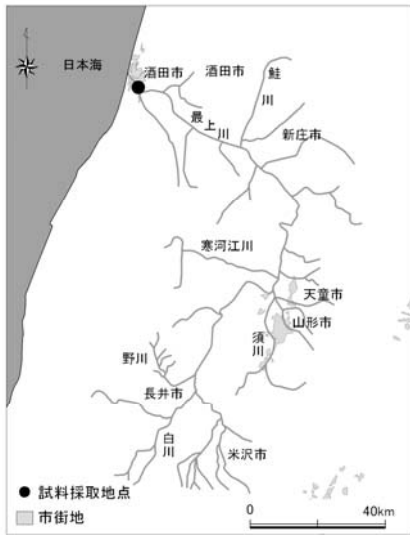 日本海
酒田市
酒田市
鮭川
最上川
新庄市
寒河江川
天童市
山形市
須川
野川
長井市
白川
米沢市
● 試料採取地点
市街地
0 40km